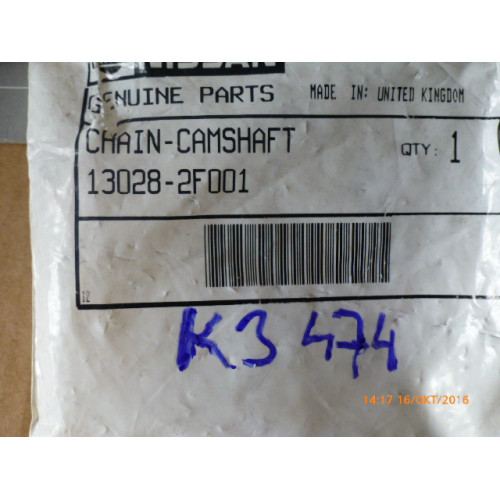 NISSAN
GENUINE PARTS MADE IN: UNITED KINGDOM
CHAIN-CAMSHAFT QTY: 1
13028-2F001
12
K3 474
14:17 16/OKT/2016